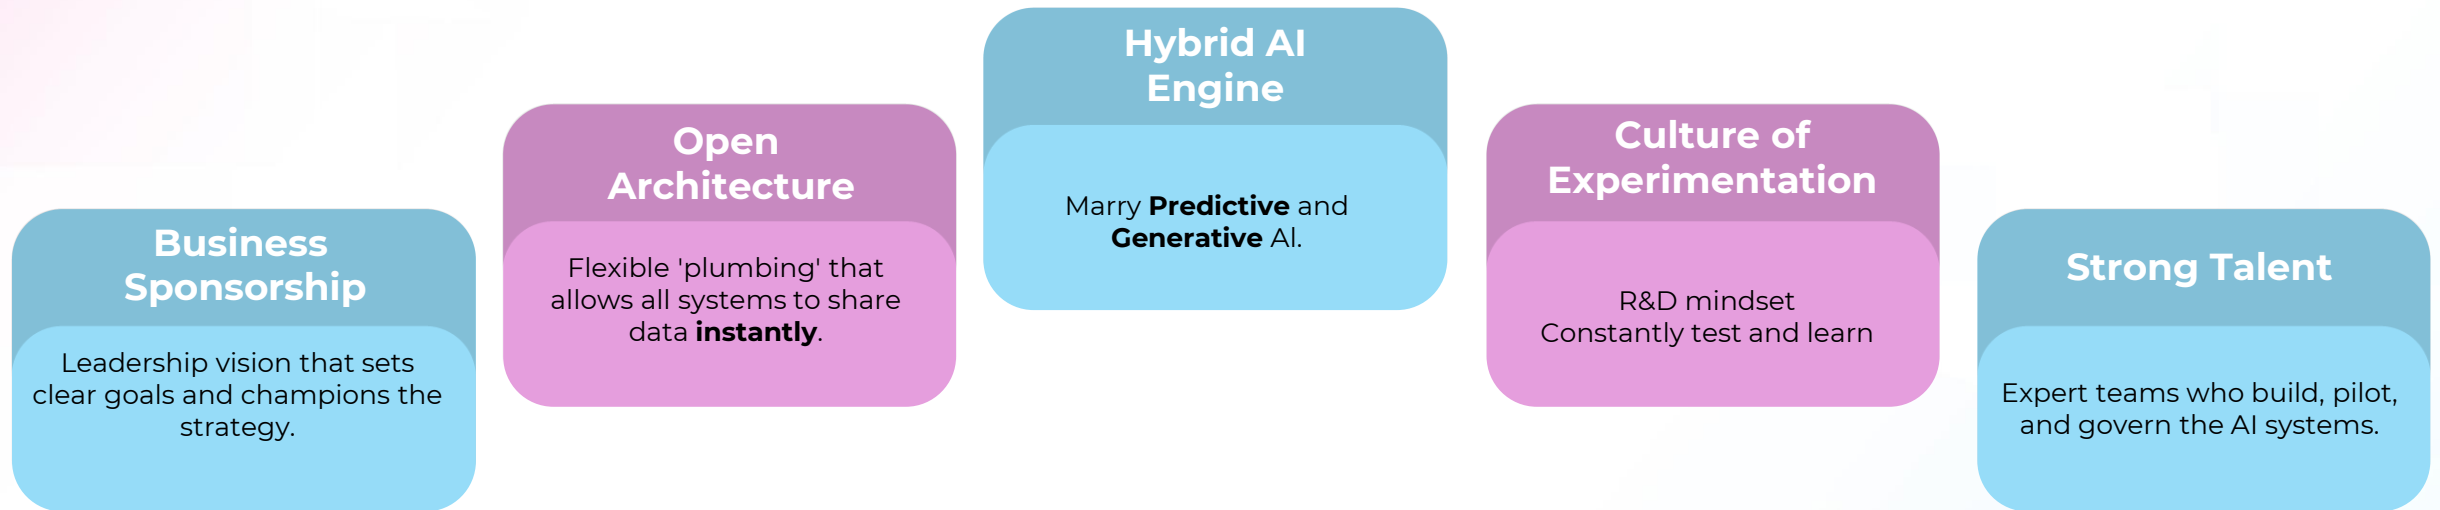 Business
Sponsorship
Leadership vision that sets
clear goals and champions the
strategy.
Open
Architecture
Flexible 'plumbing' that
allows all systems to share
data instantly.
Hybrid AI
Engine
Marry Predictive and
Generative AI.
Culture of
Experimentation
R&D mindset
Constantly test and learn
Strong Talent
Expert teams who build, pilot,
and govern the AI systems.